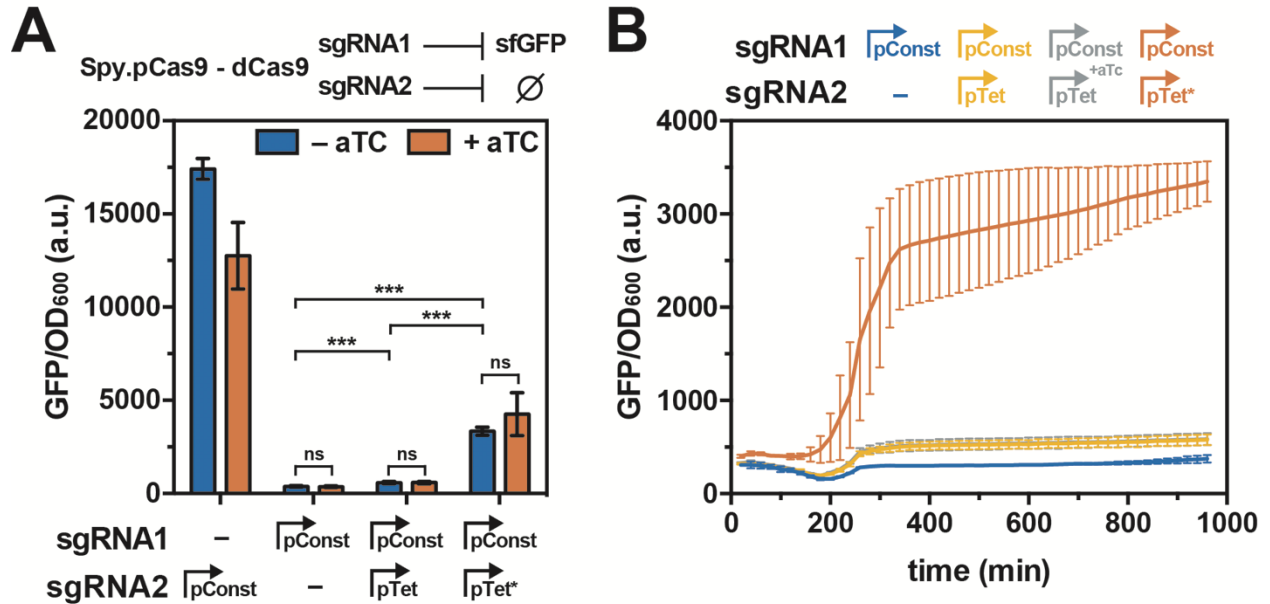 A
Spy.pCas9 - dCas9
sgRNA1 sfGFP
sgRNA2 Ø
GFP/OD600 (a.u.)
20000
15000
10000
5000
0
– aTC + aTC
***
***
***
ns
ns
ns
sgRNA1 – pConst pConst pConst
sgRNA2 pConst – pTet pTet*
B
sgRNA1 pConst pConst pConst pConst
sgRNA2 – pTet pTet +aTc pTet*
GFP/OD600 (a.u.)
4000
3000
2000
1000
0
0 200 400 600 800 1000
time (min)